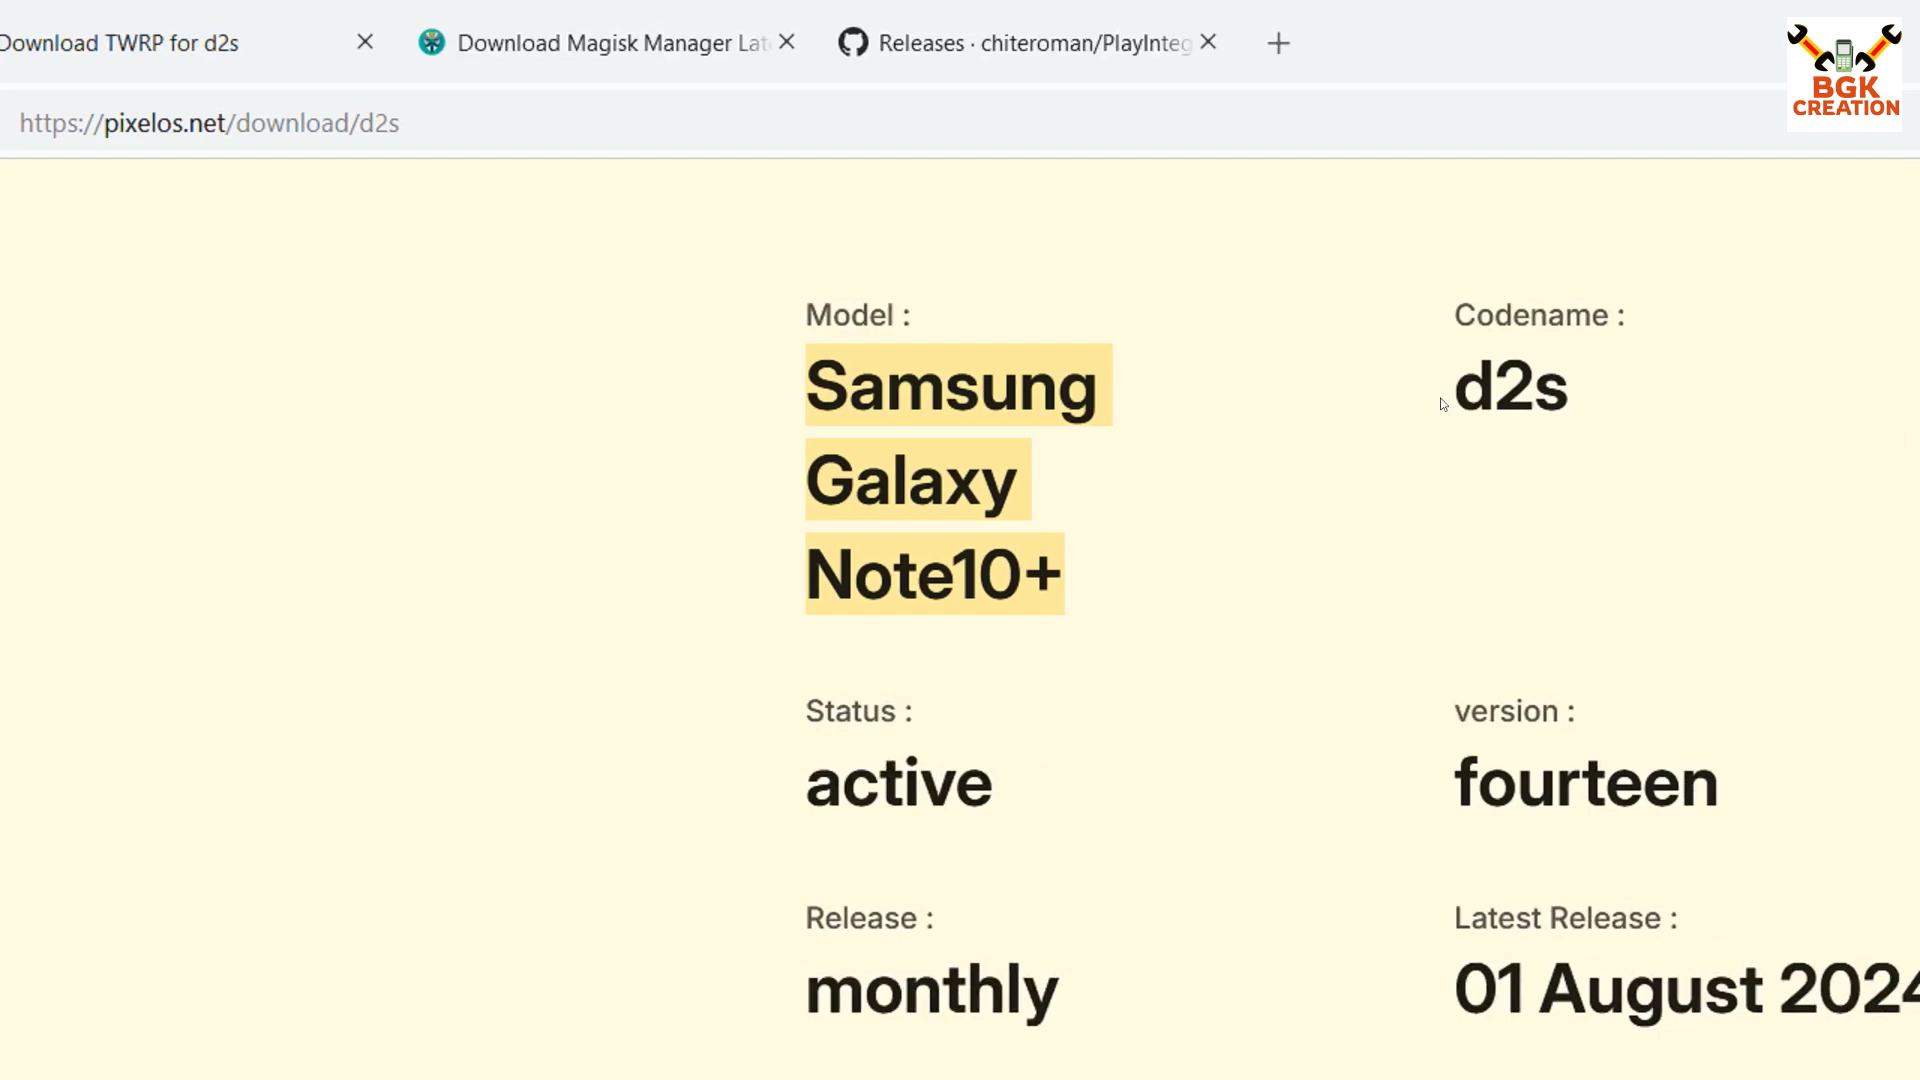 Download TWRP for d2s
Download Magisk Manager Lat
Releases · chiteroman/PlayInteg
BGK
CREATION
https://pixelos.net/download/d2s
Model :
Samsung
Galaxy
Note10+
Codename :
d2s
Status :
active
version :
fourteen
Release :
monthly
Latest Release :
01 August 2024